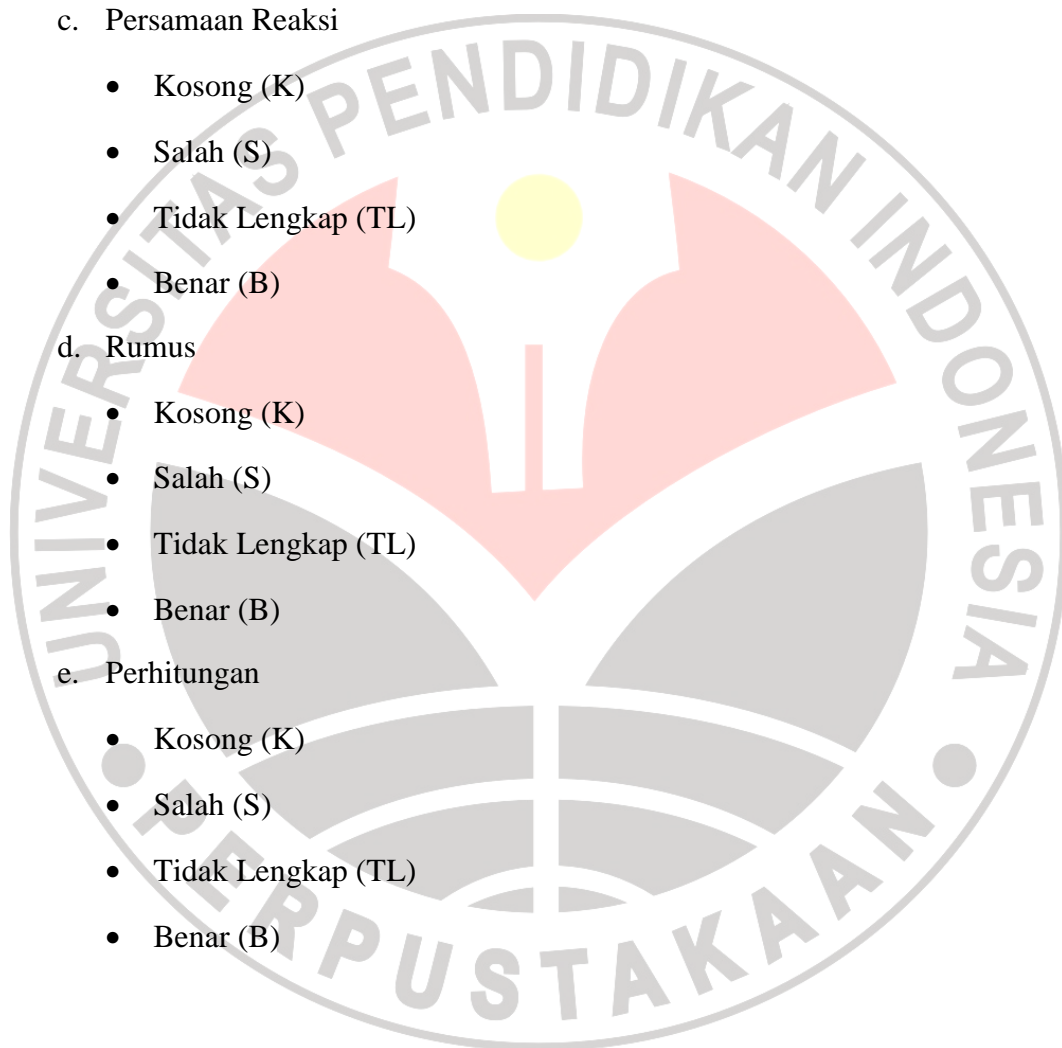 c. Persamaan Reaksi
• Kosong (K)
• Salah (S)
• Tidak Lengkap (TL)
• Benar (B)
d. Rumus
• Kosong (K)
• Salah (S)
• Tidak Lengkap (TL)
• Benar (B)
e. Perhitungan
• Kosong (K)
• Salah (S)
• Tidak Lengkap (TL)
• Benar (B)
UNIVERSITAS PENDIDIKAN INDONESIA
PERPUSTAKAAN